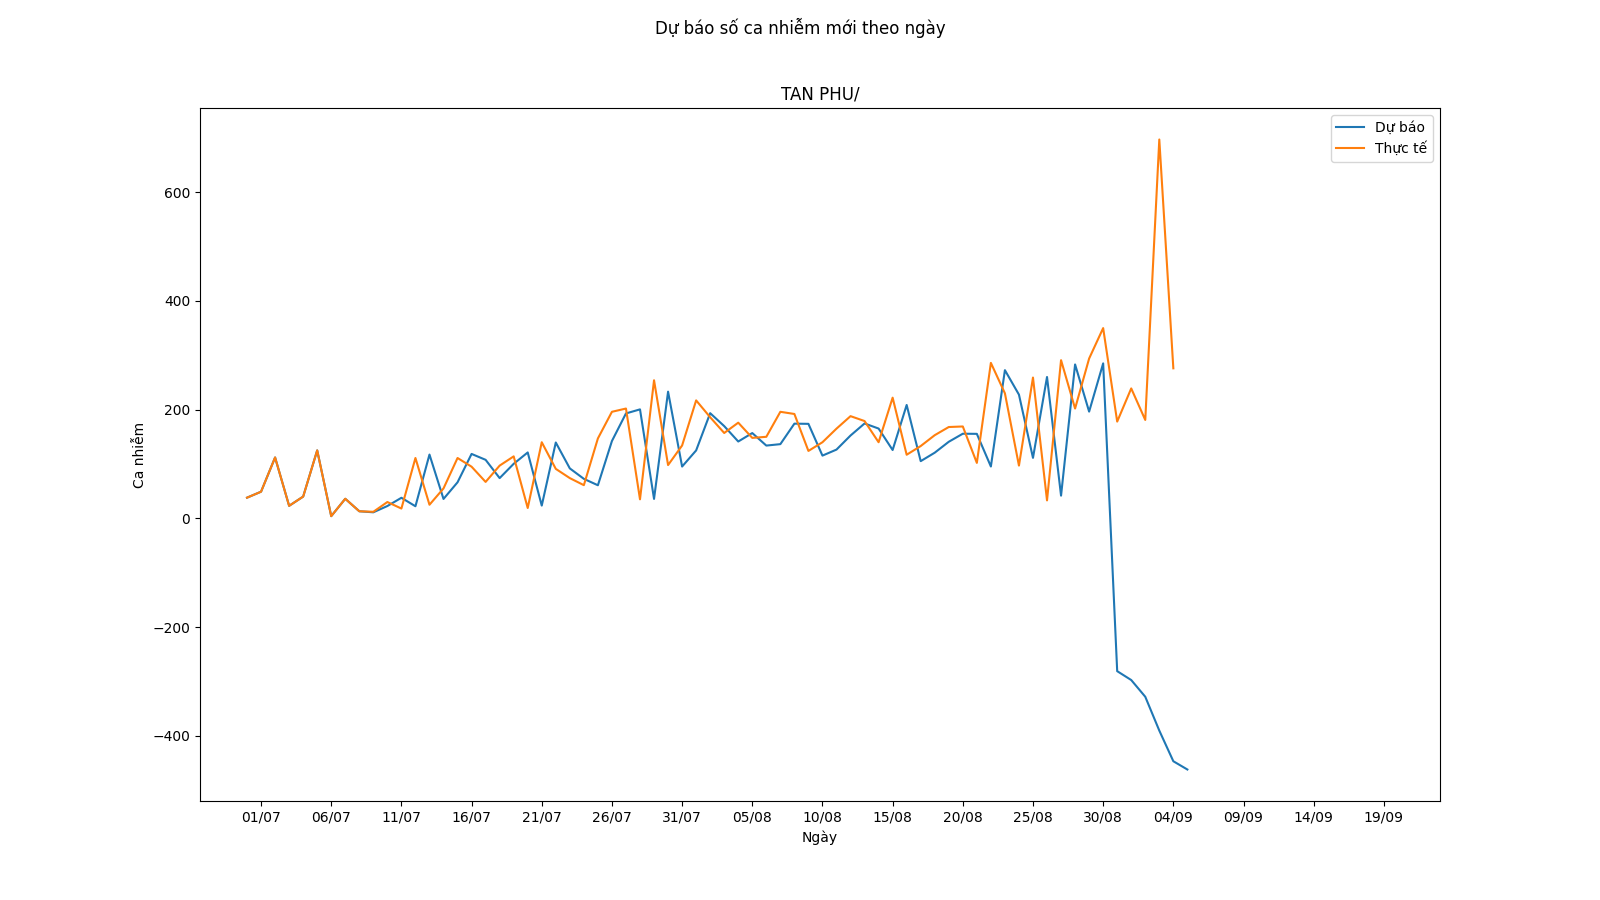 Dự báo số ca nhiễm mới theo ngày
TAN PHU/
Dự báo
Thực tế
600
400
200
0
−200
−400
Ca nhiễm
01/07 06/07 11/07 16/07 21/07 26/07 31/07 05/08 10/08 15/08 20/08 25/08 30/08 04/09 09/09 14/09 19/09
Ngày